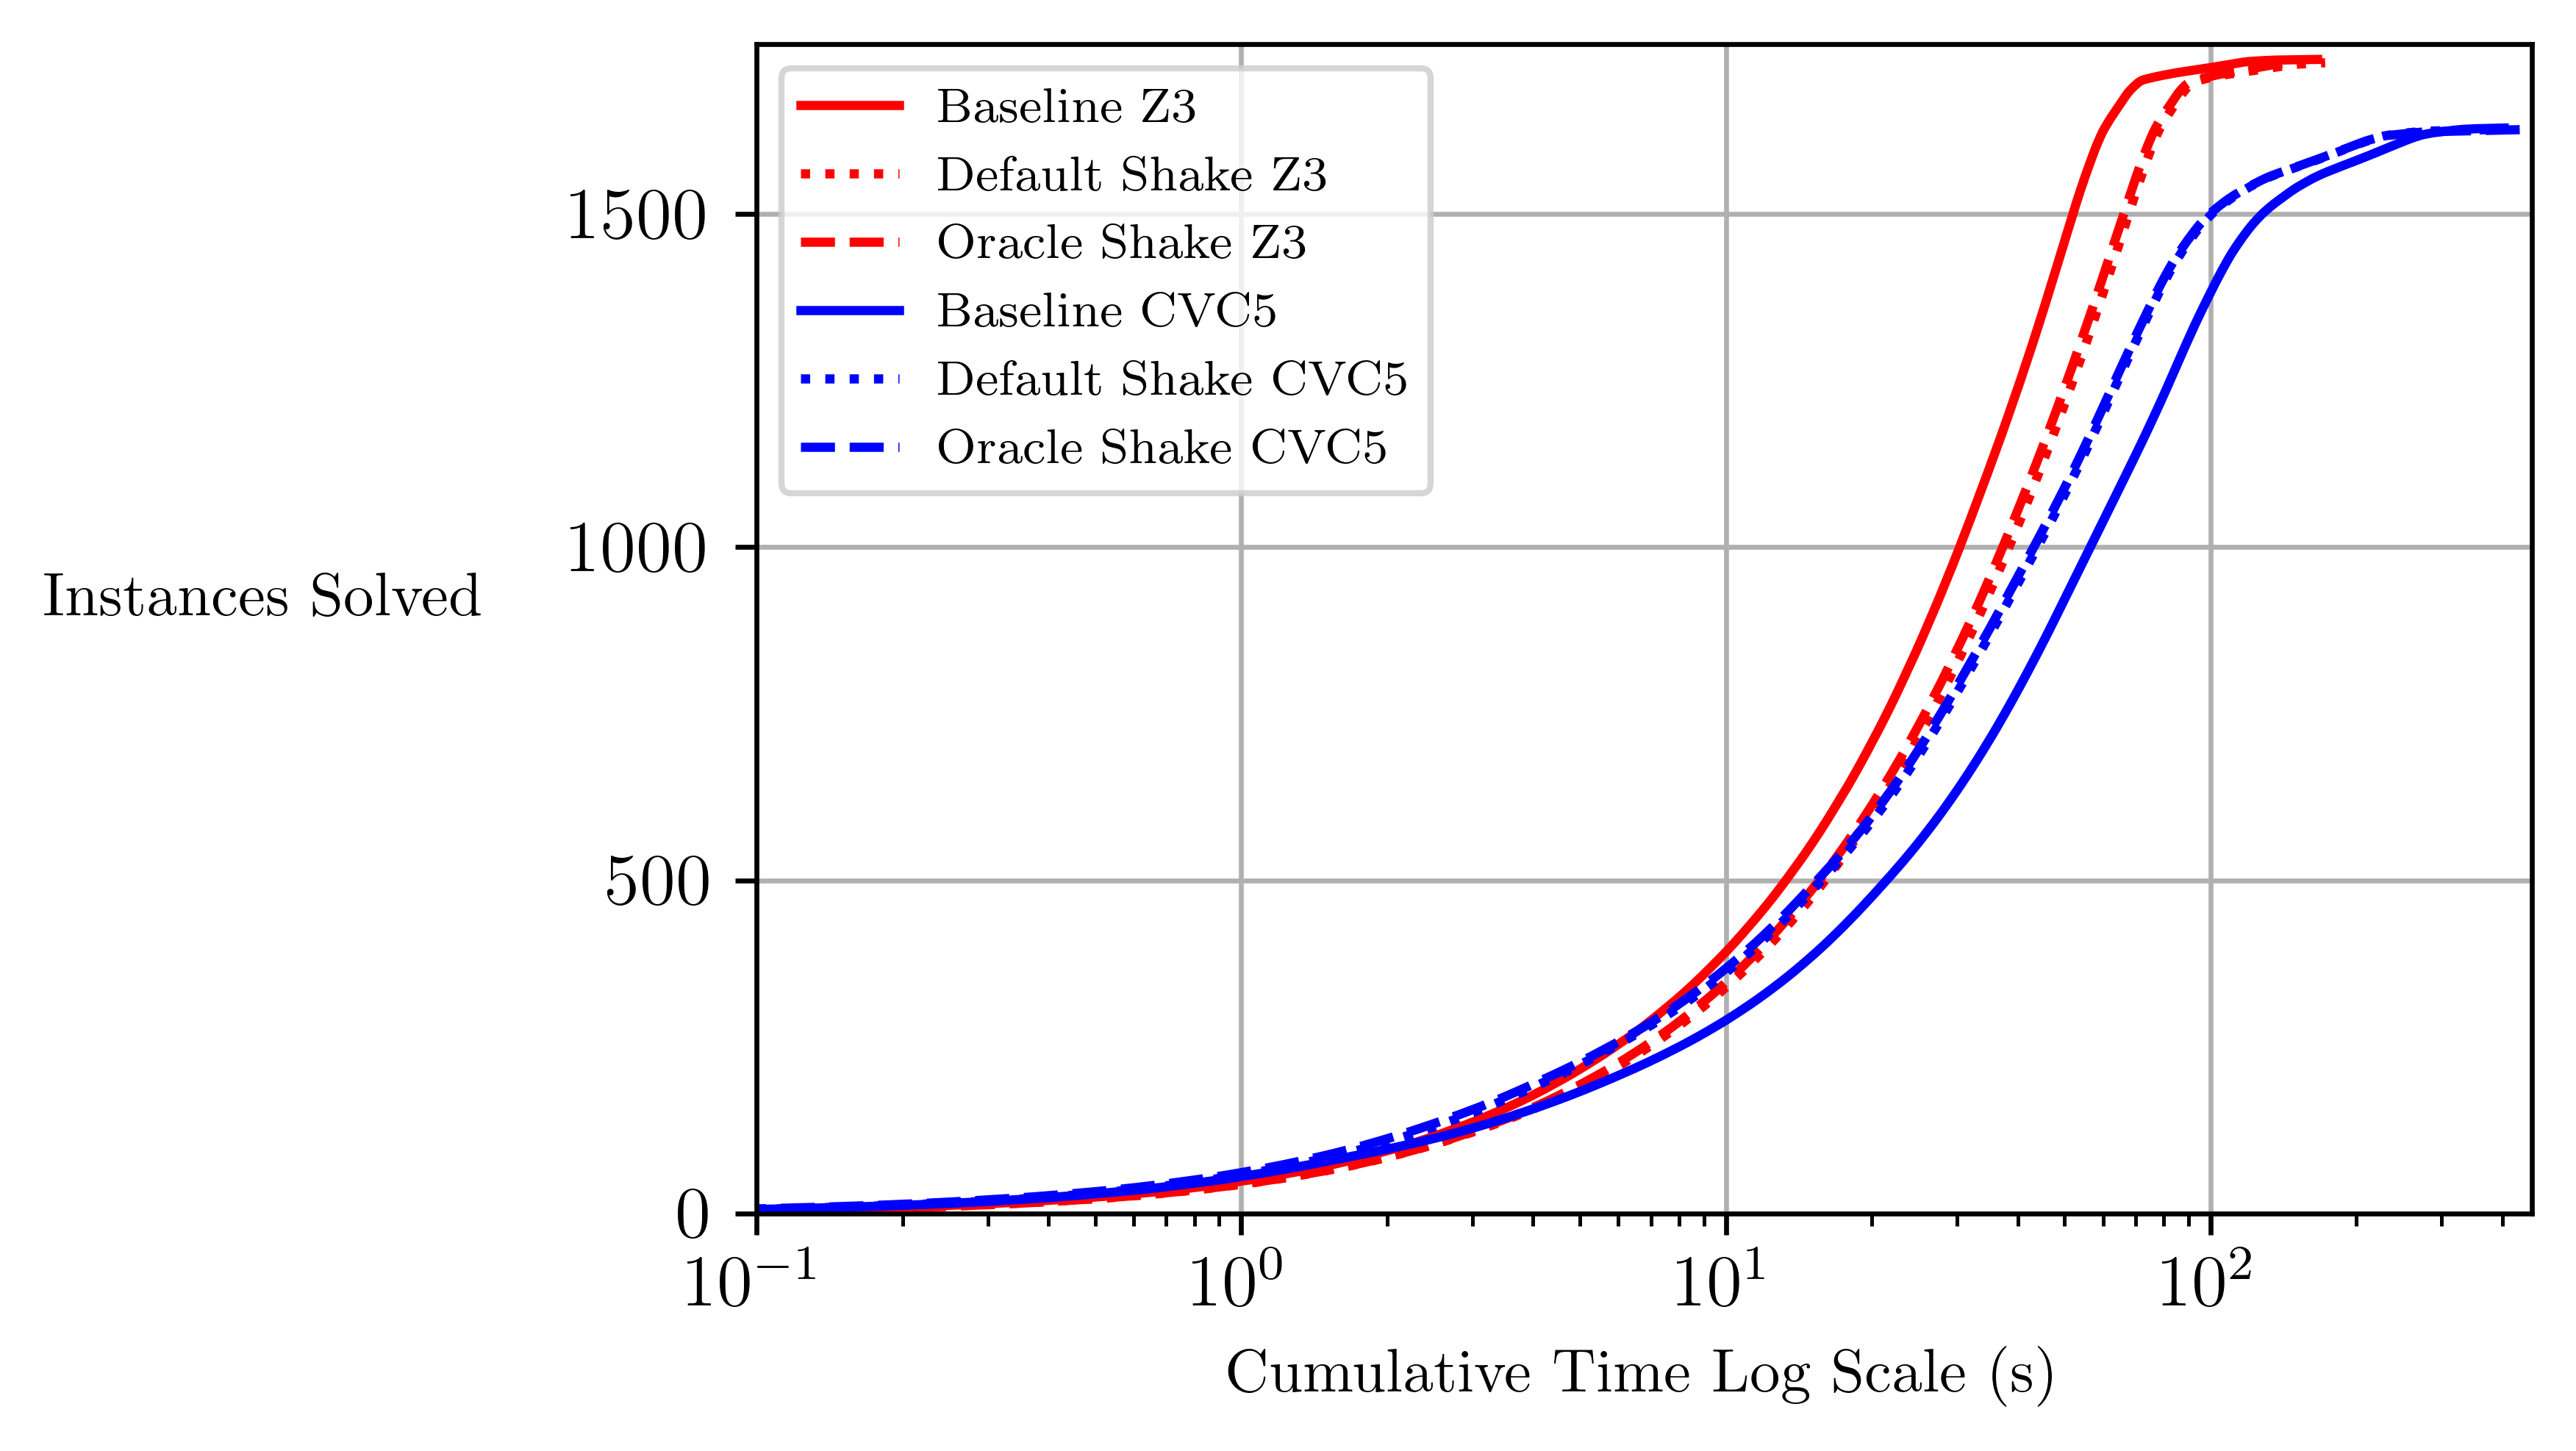 Baseline Z3
Default Shake Z3
Oracle Shake Z3
Baseline CVC5
Default Shake CVC5
Oracle Shake CVC5
1500
1000
500
0
Instances Solved
10⁻¹ 10⁰ 10¹ 10²
Cumulative Time Log Scale (s)